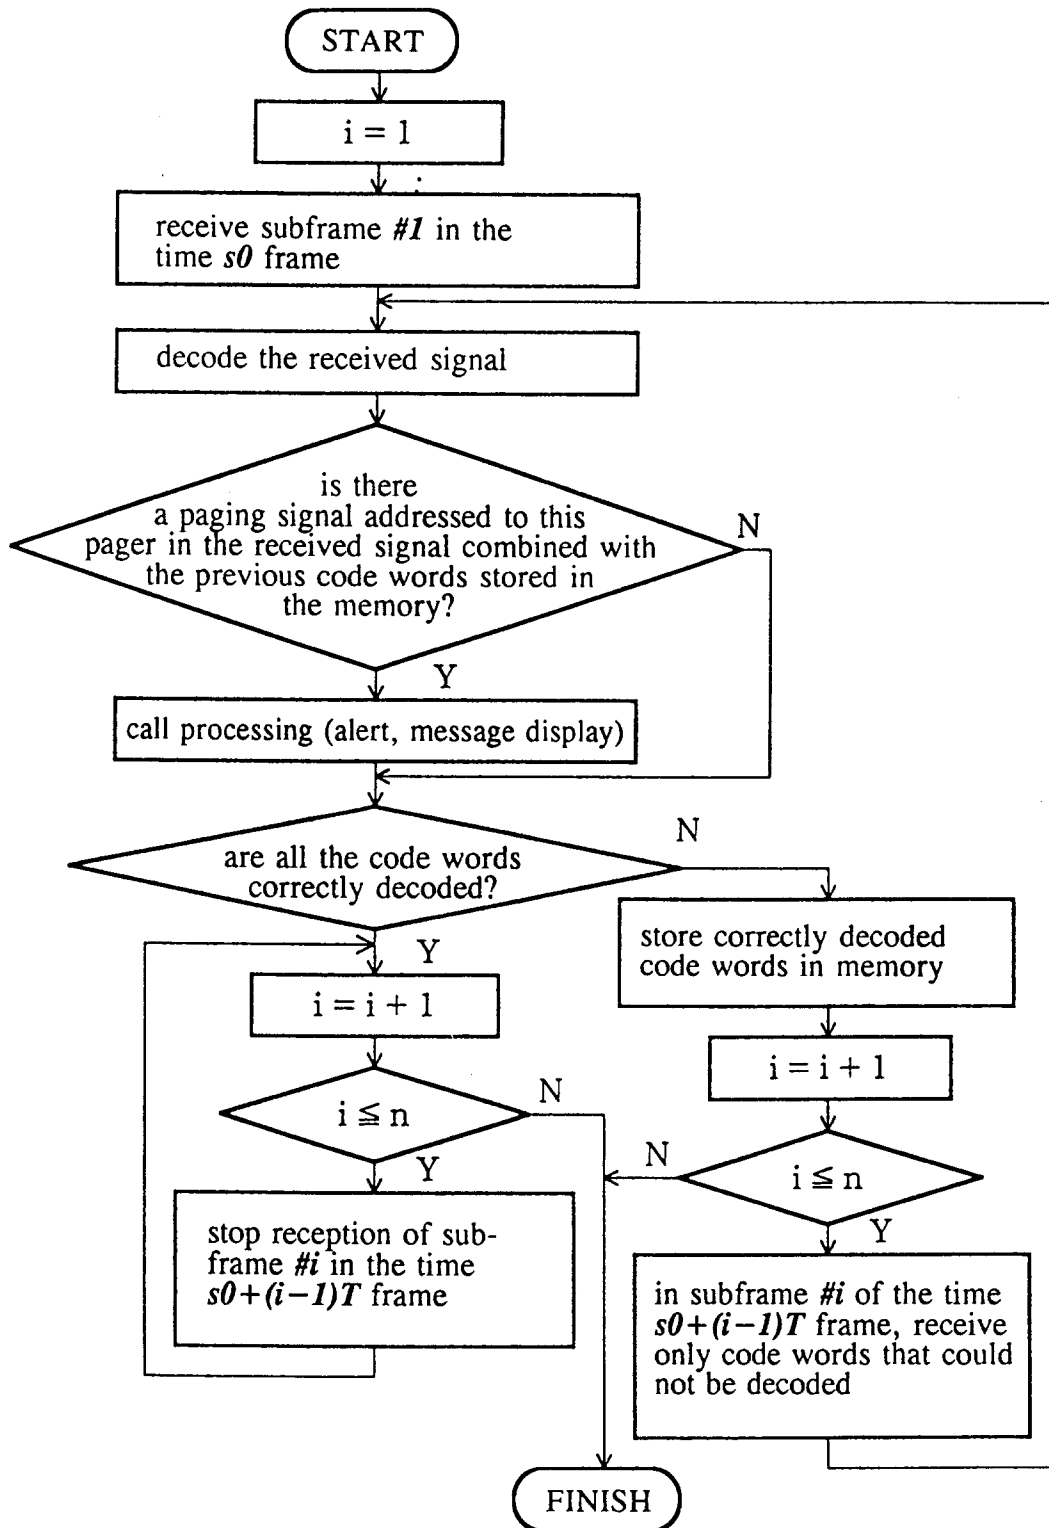 START
i = 1
receive subframe #1 in the
time s0 frame
decode the received signal
is there
a paging signal addressed to this
pager in the received signal combined with
the previous code words stored in
the memory?
N
Y
call processing (alert, message display)
are all the code words
correctly decoded?
N
Y
store correctly decoded
code words in memory
i = i + 1
i = i + 1
i ≦ n
N
Y
i ≦ n
N
Y
stop reception of sub-
frame #i in the time
s0+(i−1)T frame
in subframe #i of the time
s0+(i−1)T frame, receive
only code words that could
not be decoded
FINISH